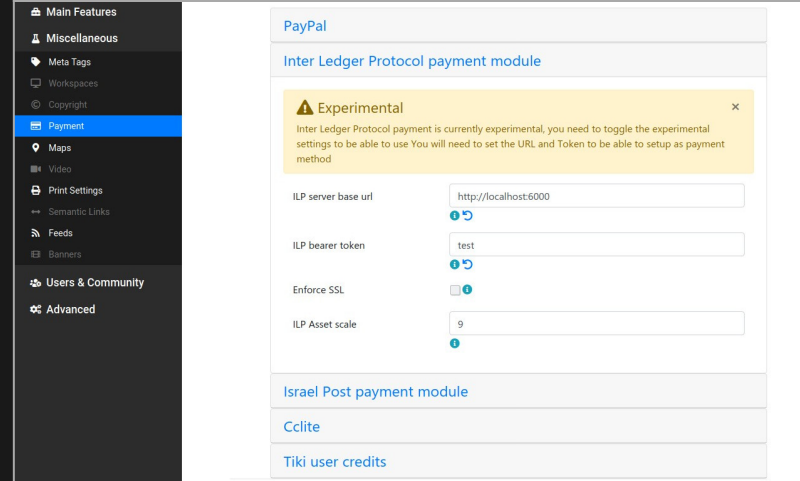 Main Features
Miscellaneous
Meta Tags
Workspaces
Copyright
Payment
Maps
Video
Print Settings
Semantic Links
Feeds
Banners
Users & Community
Advanced
PayPal
Inter Ledger Protocol payment module
Experimental
×
Inter Ledger Protocol payment is currently experimental, you need to toggle the experimental
settings to be able to use You will need to set the URL and Token to be able to setup as payment
method
ILP server base url
http://localhost:6000
ILP bearer token
test
Enforce SSL
ILP Asset scale
9
Israel Post payment module
Cclite
Tiki user credits